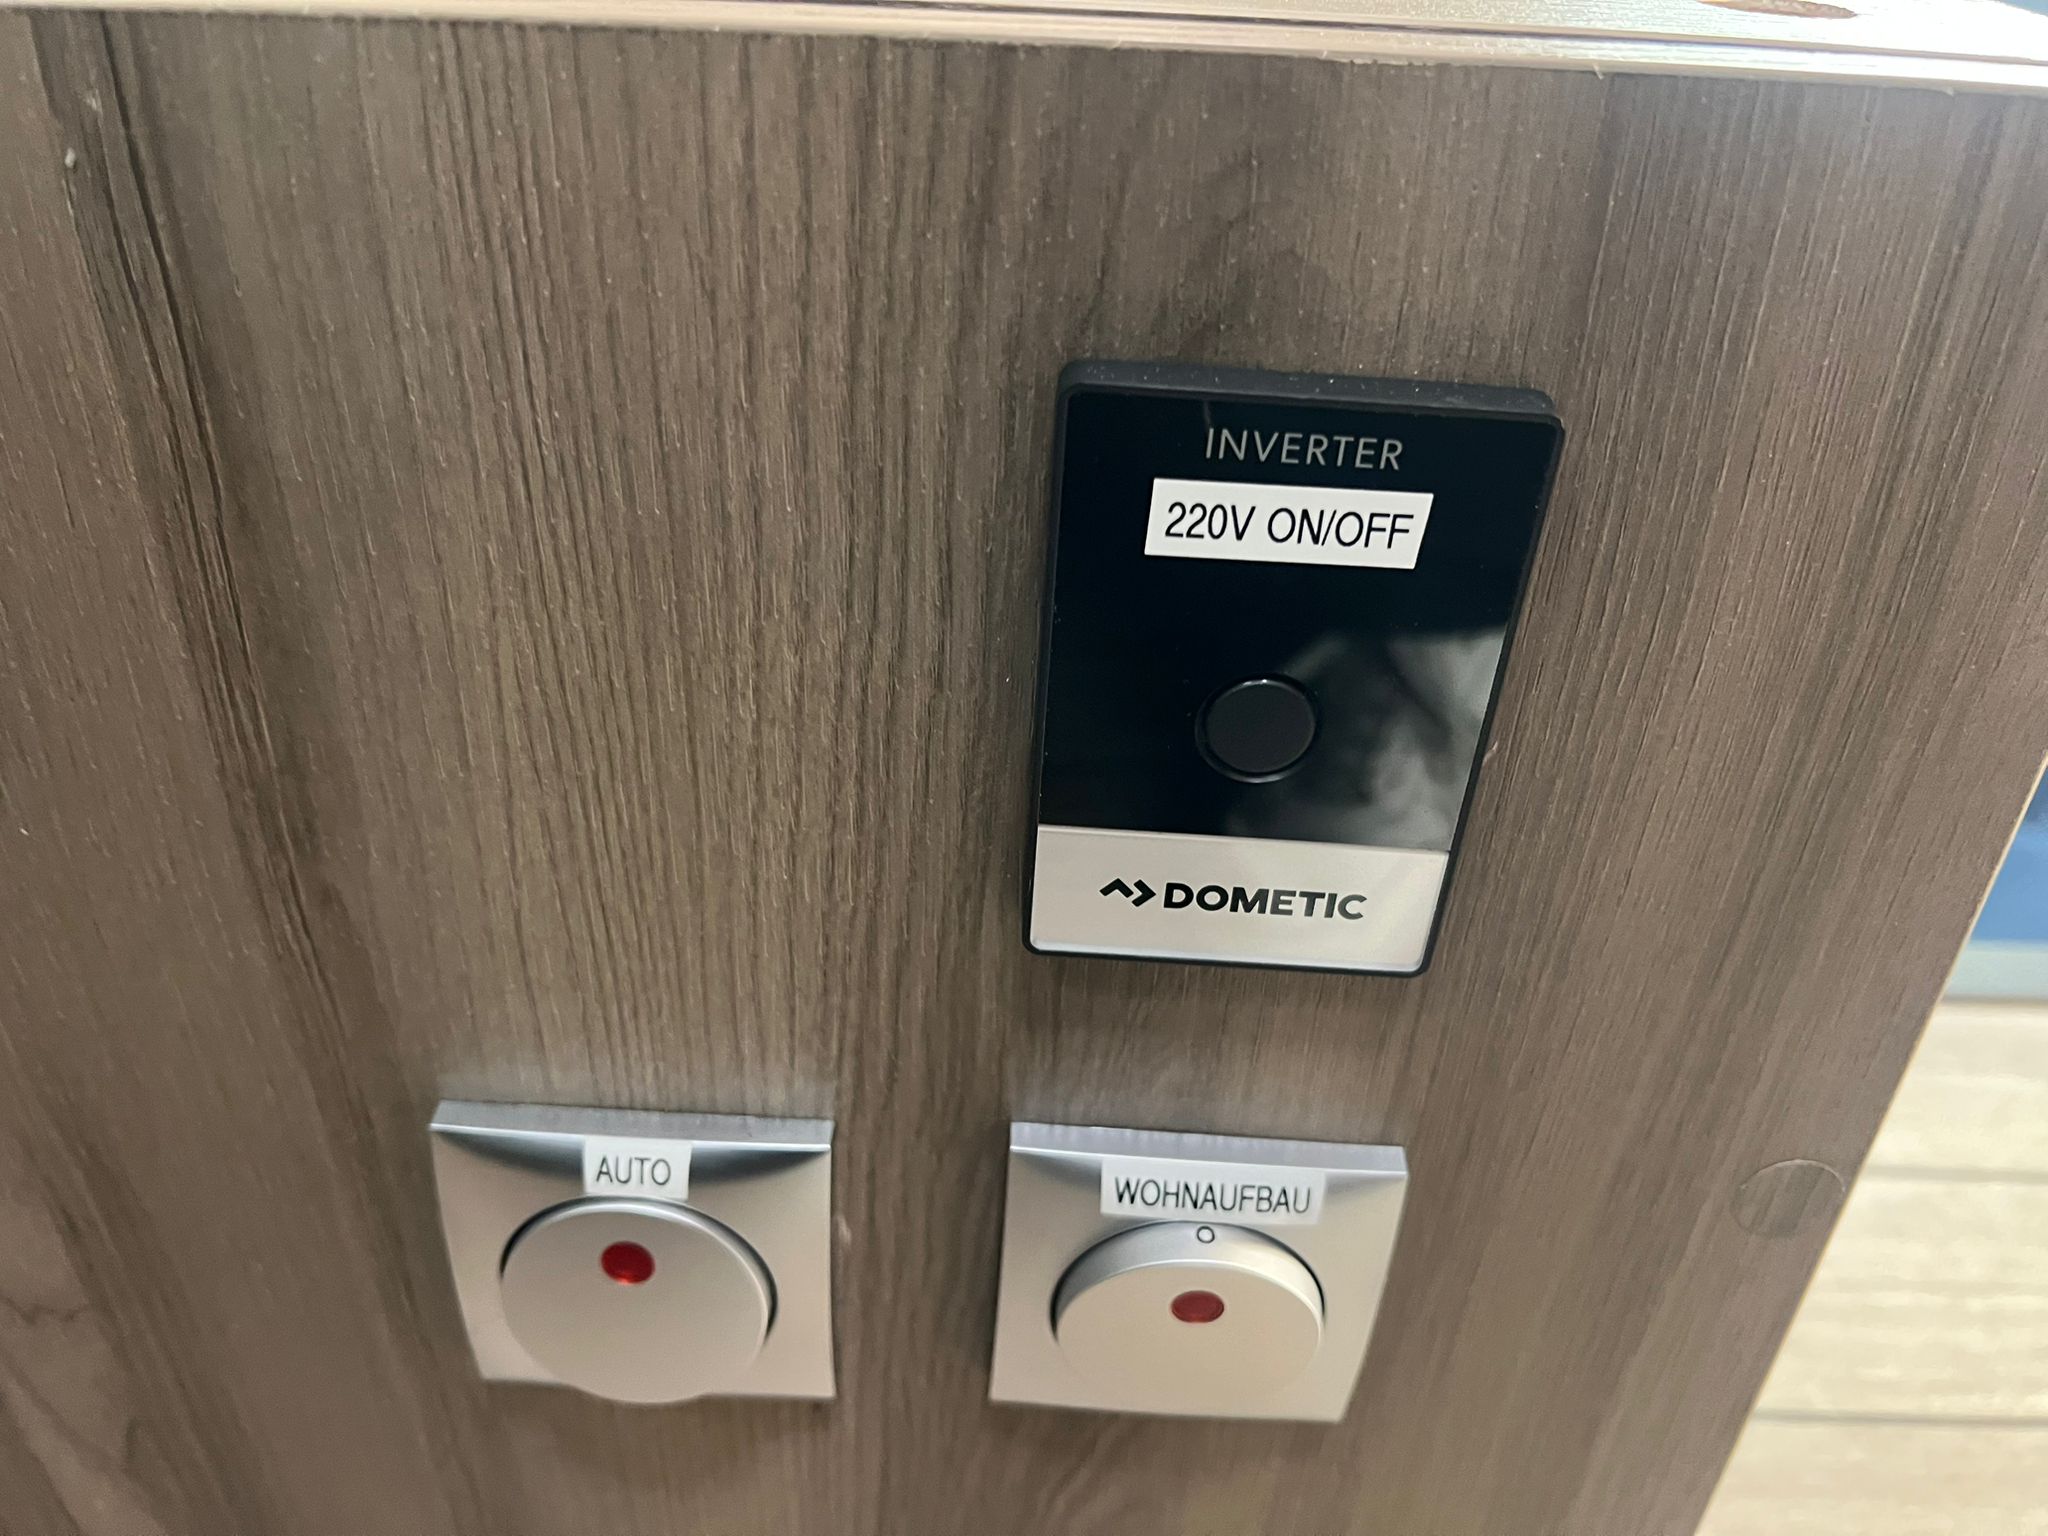 INVERTER
220V ON/OFF
DOMETIC
AUTO
WOHNAUFBAU